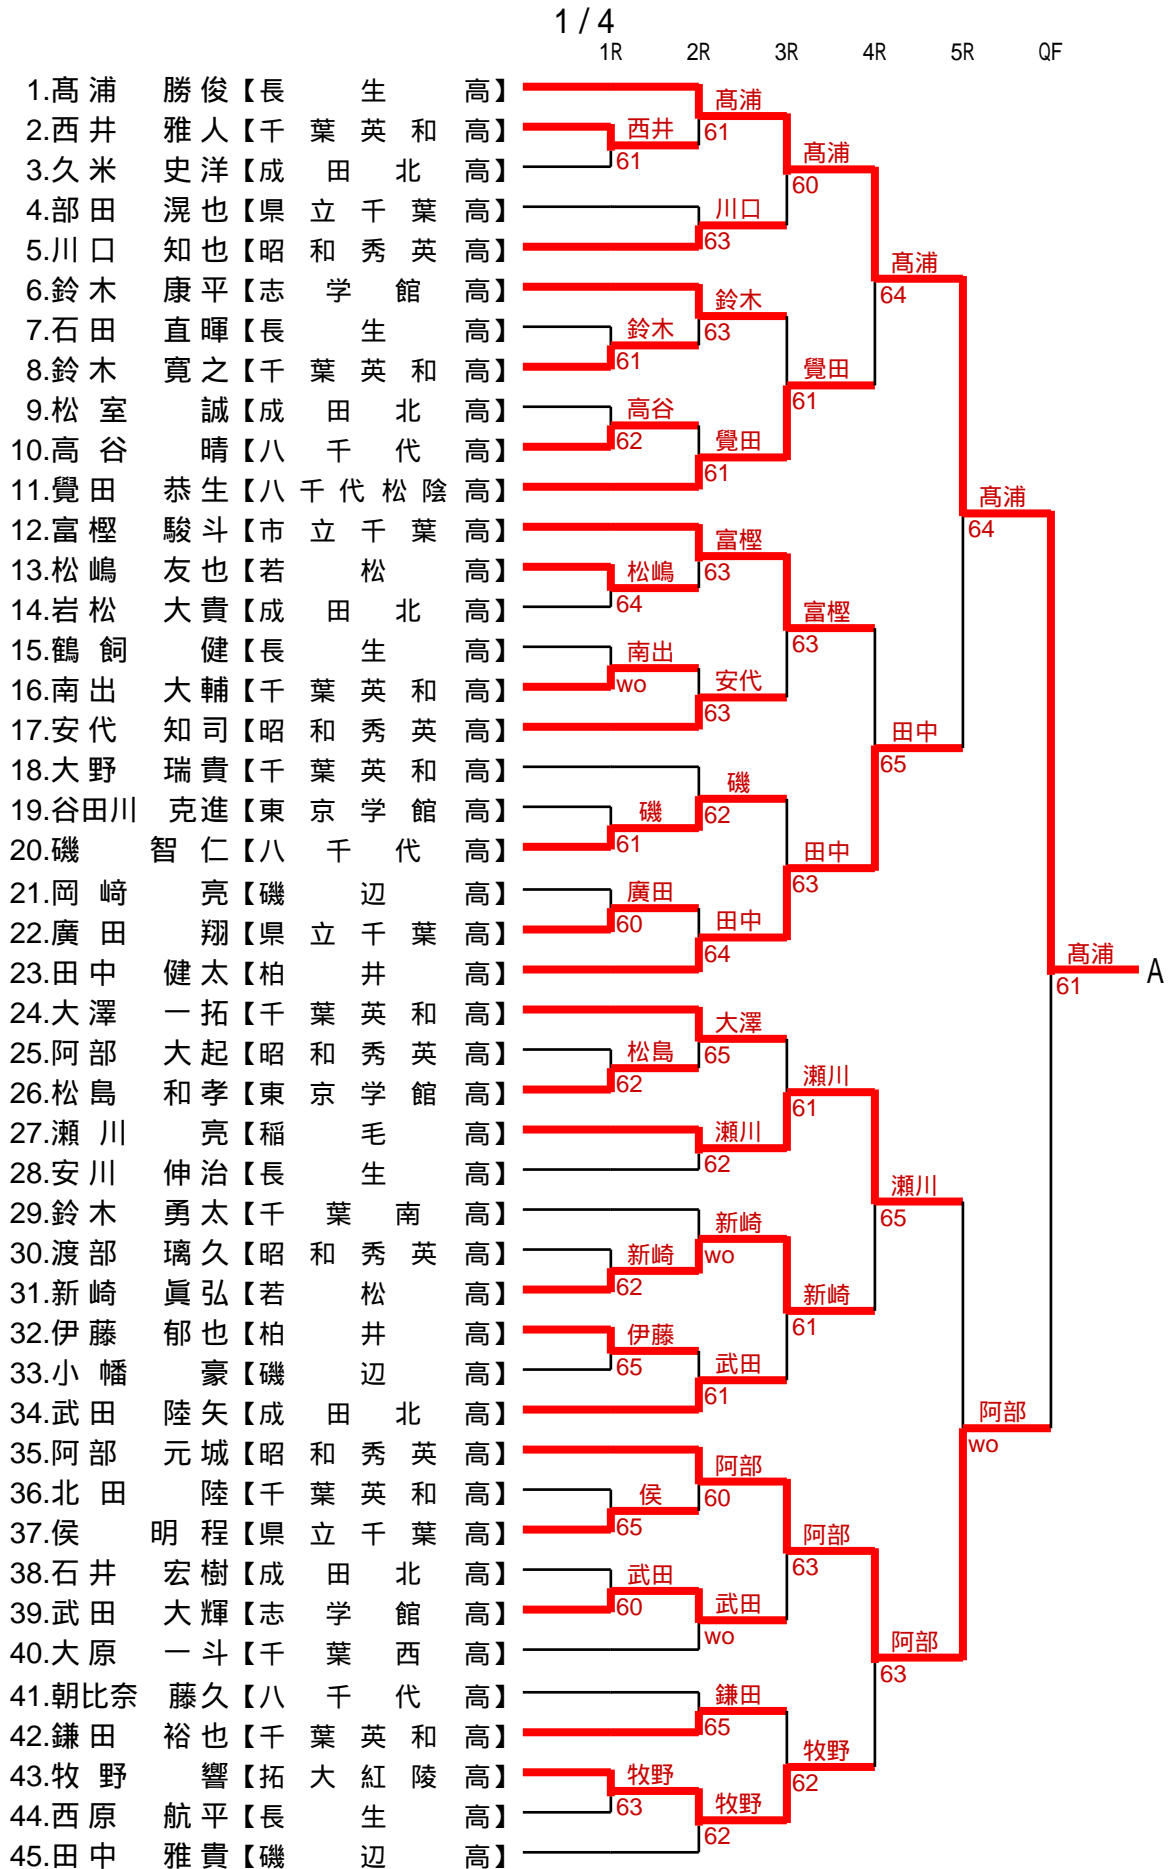 1 / 4
1R 2R 3R 4R 5R QF
1.髙浦 勝俊【長生高】
2.西井 雅人【千葉英和高】
3.久米 史洋【成田北高】
4.部田 滉也【県立千葉高】
5.川口 知也【昭和秀英高】
6.鈴木 康平【志学館高】
7.石田 直暉【長生高】
8.鈴木 寛之【千葉英和高】
9.松室 誠【成田北高】
10.高谷 晴【八千代高】
11.覺田 恭生【八千代松陰高】
12.富樫 駿斗【市立千葉高】
13.松嶋 友也【若松高】
14.岩松 大貴【成田北高】
15.鶴飼 健【長生高】
16.南出 大輔【千葉英和高】
17.安代 知司【昭和秀英高】
18.大野 瑞貴【千葉英和高】
19.谷田川 克進【東京学館高】
20.磯 智仁【八千代高】
21.岡﨑 亮【磯辺高】
22.廣田 翔【県立千葉高】
23.田中 健太【柏井高】
24.大澤 一拓【千葉英和高】
25.阿部 大起【昭和秀英高】
26.松島 和孝【東京学館高】
27.瀬川 亮【稲毛高】
28.安川 伸治【長生高】
29.鈴木 勇太【千葉南高】
30.渡部 璃久【昭和秀英高】
31.新崎 眞弘【若松高】
32.伊藤 郁也【柏井高】
33.小幡 豪【磯辺高】
34.武田 陸矢【成田北高】
35.阿部 元城【昭和秀英高】
36.北田 陸【千葉英和高】
37.侯 明程【県立千葉高】
38.石井 宏樹【成田北高】
39.武田 大輝【志学館高】
40.大原 一斗【千葉西高】
41.朝比奈 藤久【八千代高】
42.鎌田 裕也【千葉英和高】
43.牧野 響【拓大紅陵高】
44.西原 航平【長生高】
45.田中 雅貴【磯辺高】
西井
61
鈴木
61
高谷
62
松嶋
64
南出
wo
磯
61
廣田
60
松島
62
新崎
62
伊藤
65
侯
65
武田
60
牧野
63
髙浦
61
川口
63
鈴木
63
覺田
61
富樫
63
安代
63
磯
62
田中
64
大澤
65
瀬川
62
新崎
wo
武田
61
阿部
60
武田
wo
鎌田
65
牧野
62
髙浦
60
覺田
61
富樫
63
田中
63
瀬川
61
新崎
61
阿部
63
牧野
62
髙浦
64
田中
65
瀬川
65
阿部
63
髙浦
64
阿部
wo
髙浦
61
A